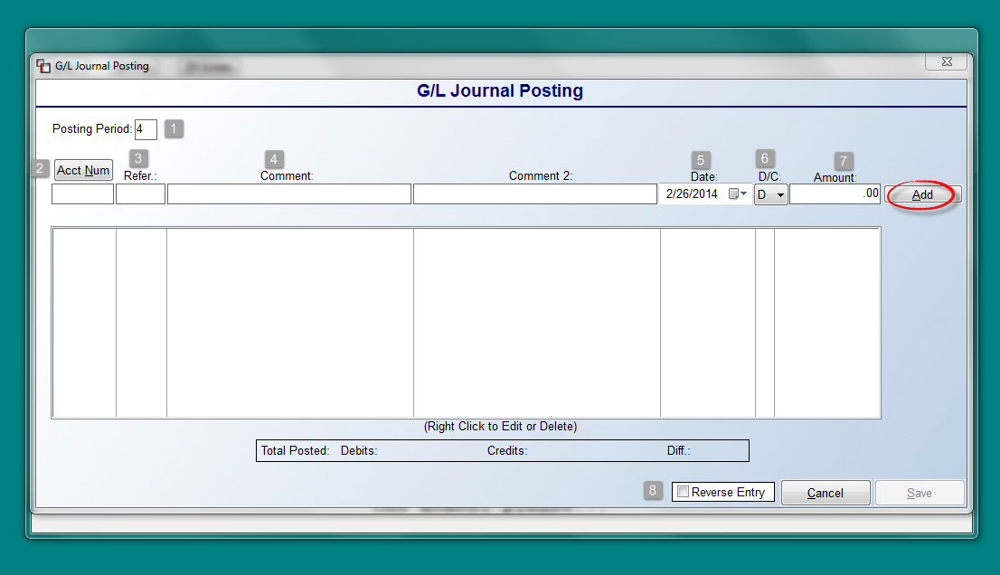 G/L Journal Posting
G/L Journal Posting
Posting Period: 4 1
2 Acct Num 3 Refer.: 4 Comment: Comment 2: 5 Date: 6 D/C: 7 Amount:
2/26/2014 D .00 Add
(Right Click to Edit or Delete)
Total Posted: Debits: Credits: Diff.:
8 Reverse Entry Cancel Save